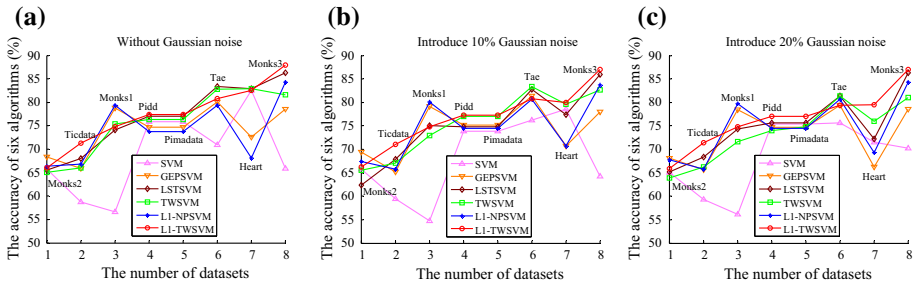 (a)
Without Gaussian noise
The accuracy of six algorithms (%)
90
85
80
75
70
65
60
55
50
Monks2
Ticdata
Monks1
Pidd
Pimadata
Tae
Heart
Monks3
SVM
GEPSVM
LSTSVM
TWSVM
L1-NPSVM
L1-TWSVM
1 2 3 4 5 6 7 8
The number of datasets
(b)
Introduce 10% Gaussian noise
The accuracy of six algorithms (%)
90
85
80
75
70
65
60
55
50
Monks2
Ticdata
Monks1
Pidd
Pimadata
Tae
Heart
Monks3
SVM
GEPSVM
LSTSVM
TWSVM
L1-NPSVM
L1-TWSVM
1 2 3 4 5 6 7 8
The number of datasets
(c)
Introduce 20% Gaussian noise
The accuracy of six algorithms (%)
90
85
80
75
70
65
60
55
50
Monks2
Ticdata
Monks1
Pidd
Pimadata
Tae
Heart
Monks3
SVM
GEPSVM
LSTSVM
TWSVM
L1-NPSVM
L1-TWSVM
1 2 3 4 5 6 7 8
The number of datasets